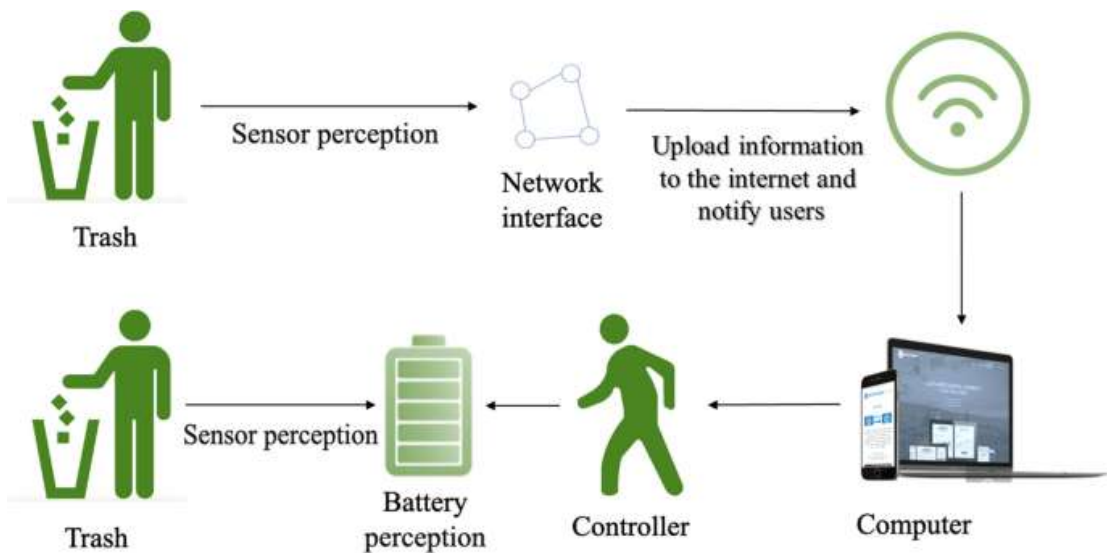 Sensor perception
Network
interface
Upload information
to the internet and
notify users
Trash
Sensor perception
Battery
perception
Controller
Computer
Trash